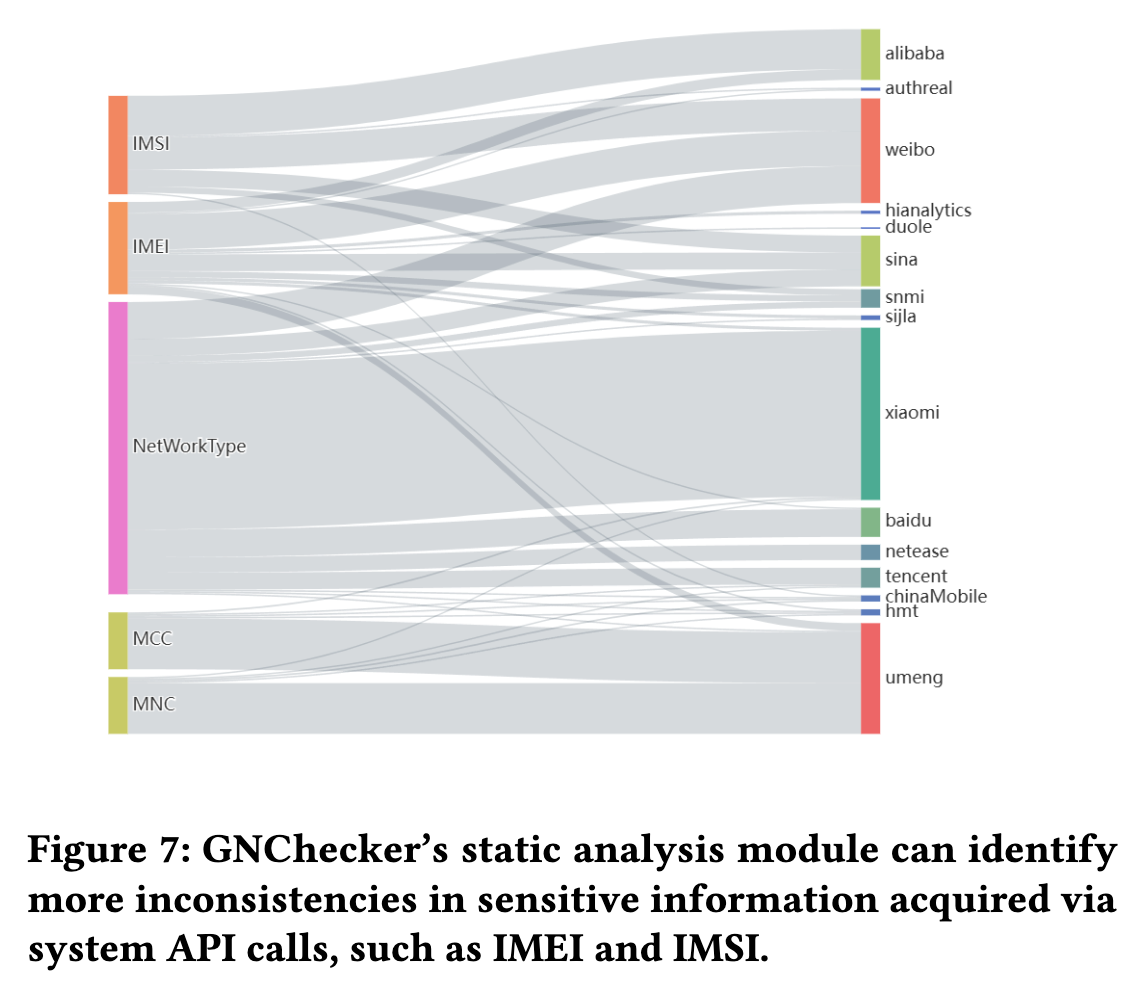 alibaba
authreal
IMSI
weibo
hianalytics
duole
IMEI
sina
snmi
sijla
xiaomi
NetWorkType
baidu
netease
tencent
chinaMobile
hmt
MCC
umeng
MNC
Figure 7: GNChecker’s static analysis module can identify
more inconsistencies in sensitive information acquired via
system API calls, such as IMEI and IMSI.